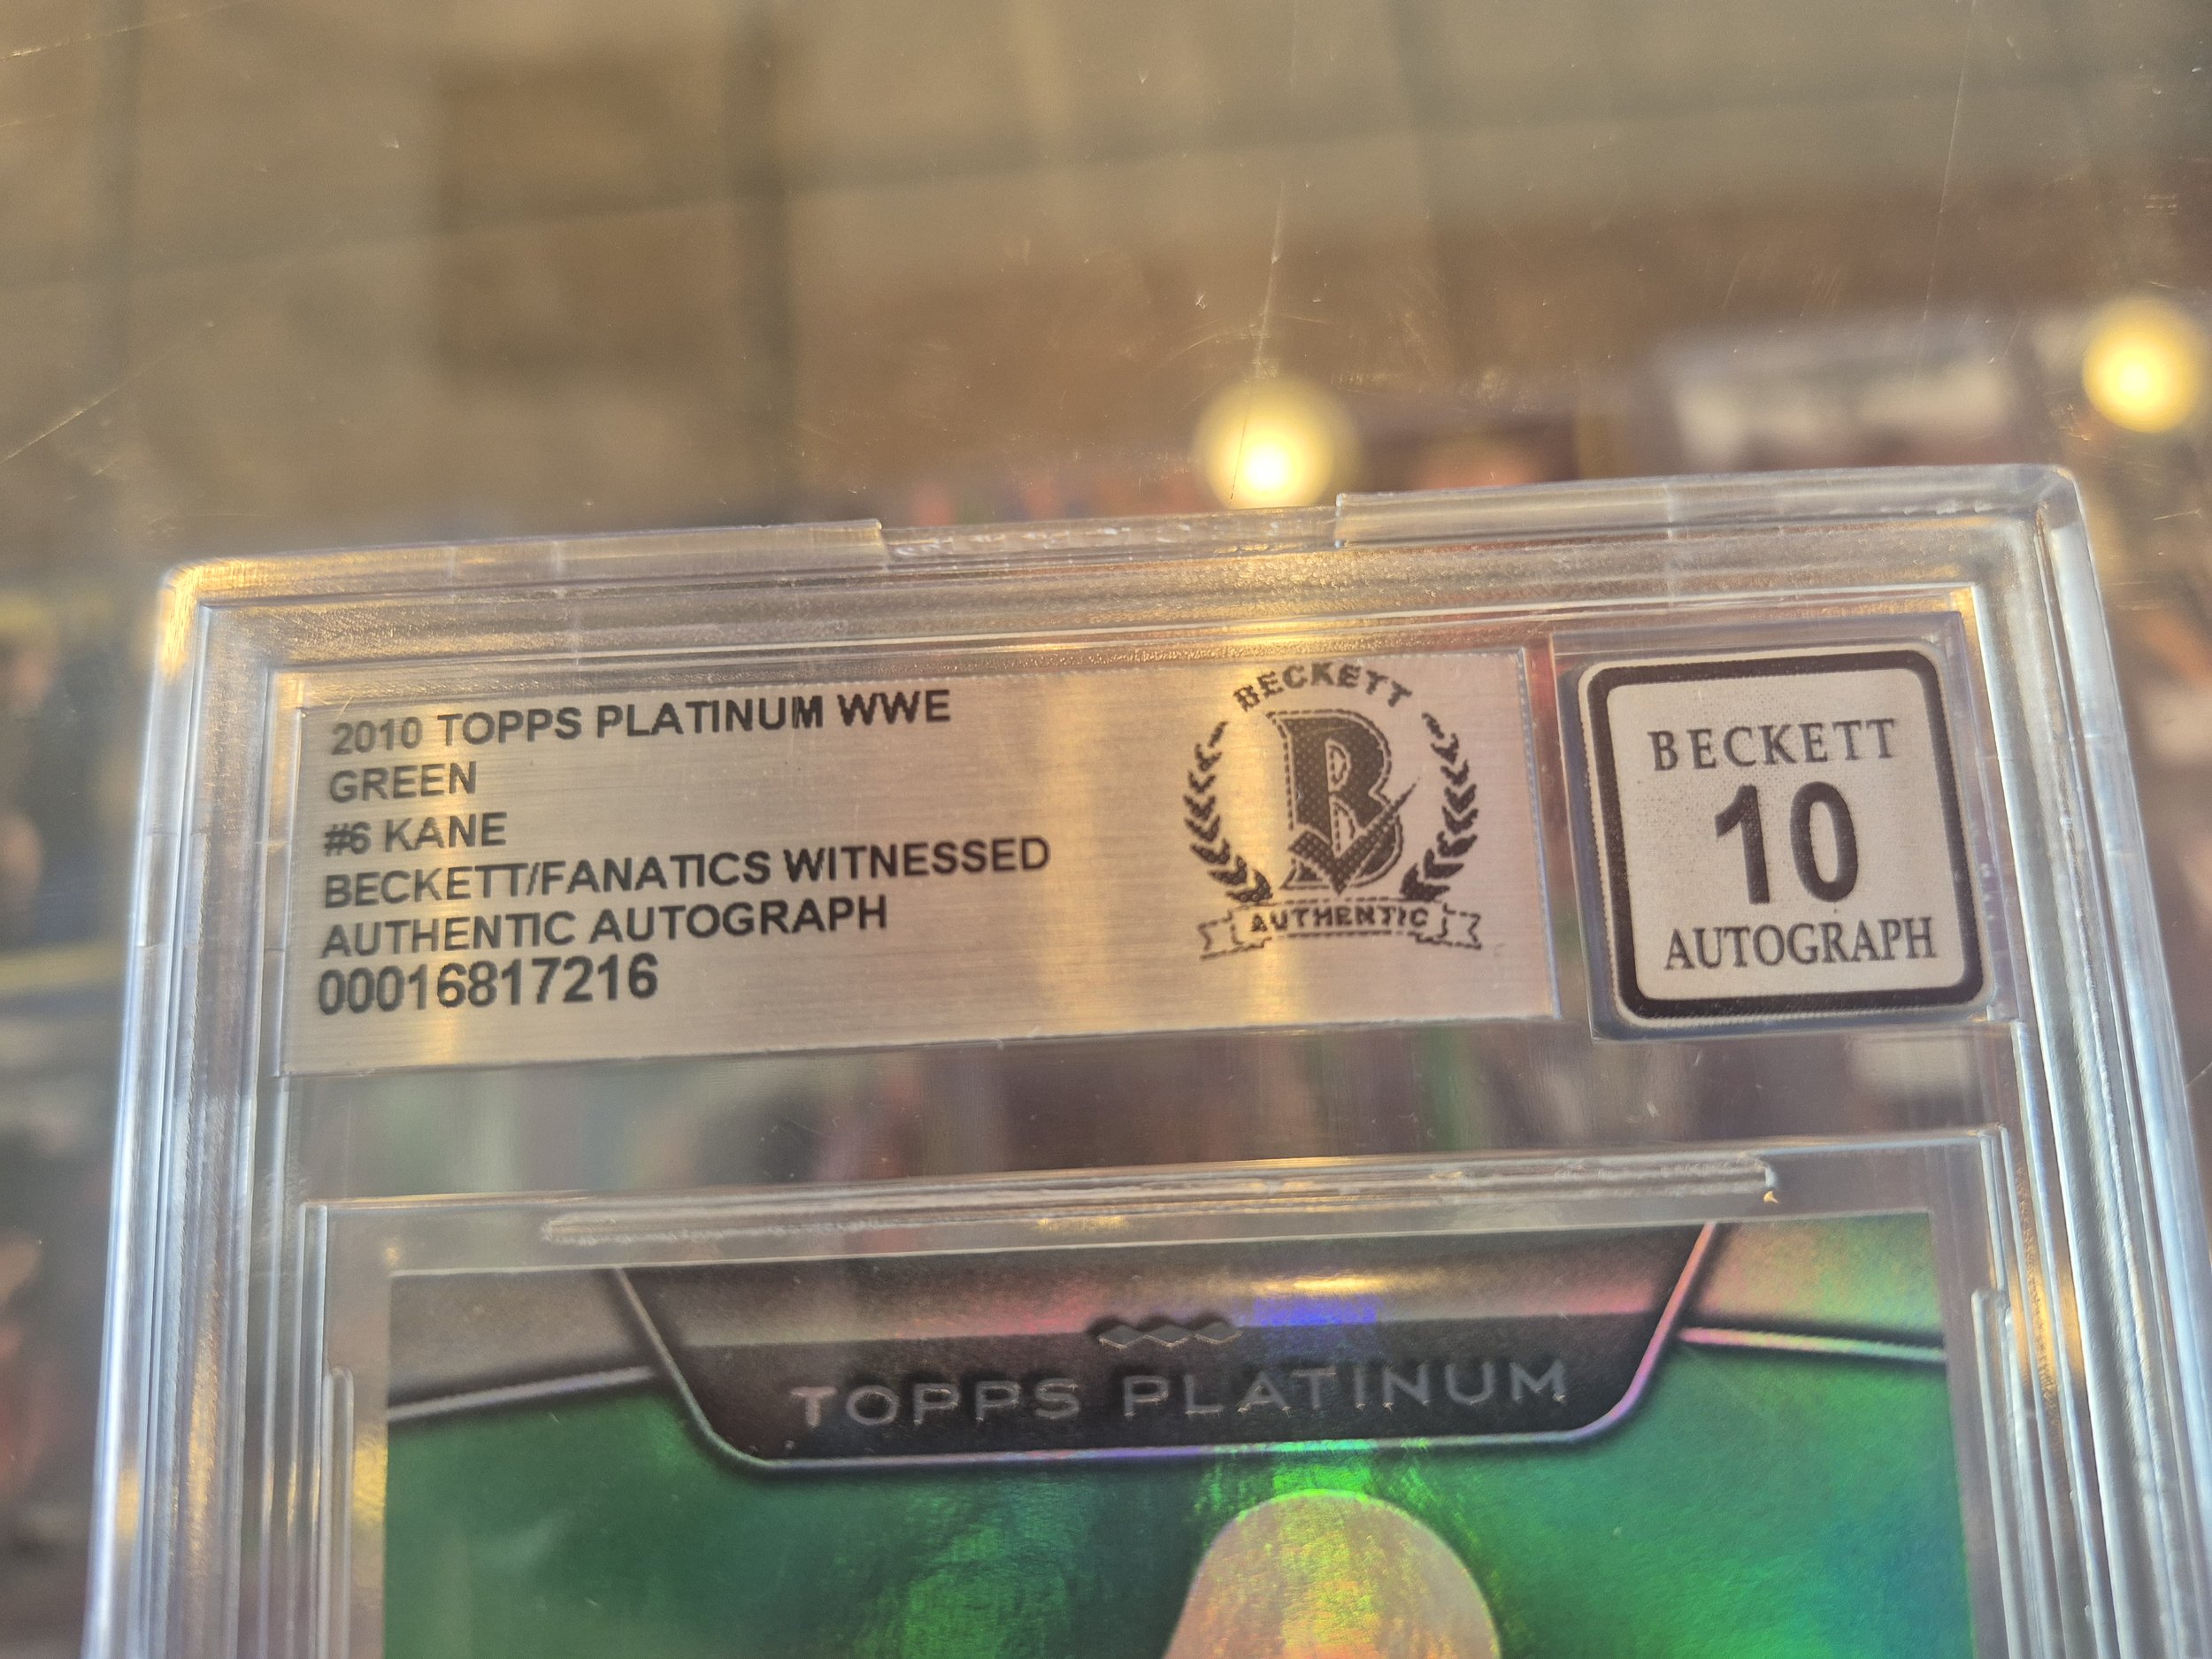 2010 TOPPS PLATINUM WWE
GREEN
#6 KANE
BECKETT/FANATICS WITNESSED
AUTHENTIC AUTOGRAPH
00016817216
BECKETT
B
AUTHENTIC
BECKETT
10
AUTOGRAPH
TOPPS PLATINUM